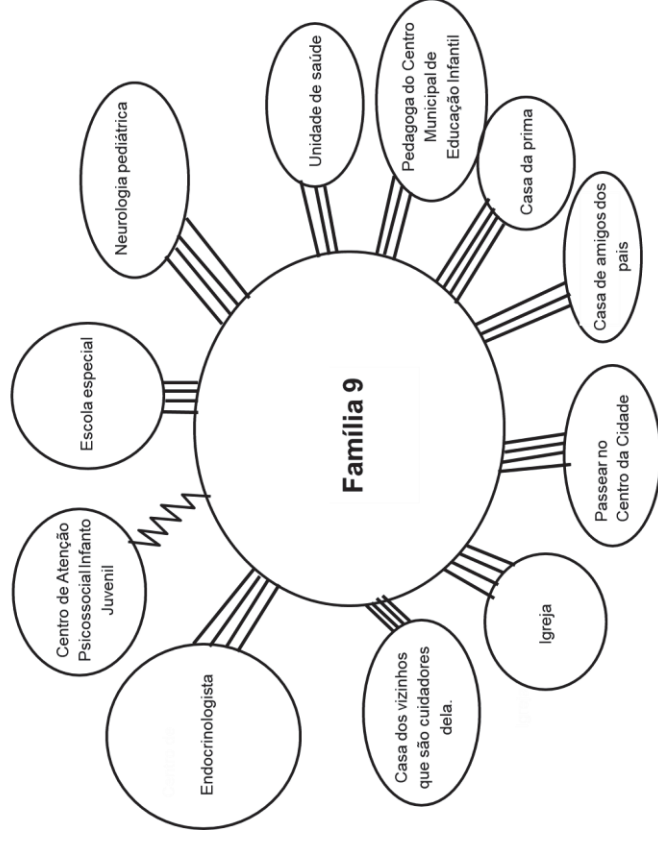 Neurologia pediátrica
Unidade de saúde
Pedagoga do Centro
Municipal de
Educação Infantil
Casa da prima
Casa de amigos dos
pais
Passear no
Centro da Cidade
Igreja
Casa dos vizinhos
que são cuidadores
dela.
Endocrinologista
Centro de Atenção
Psicossocial Infanto
Juvenil
Escola especial
Família 9